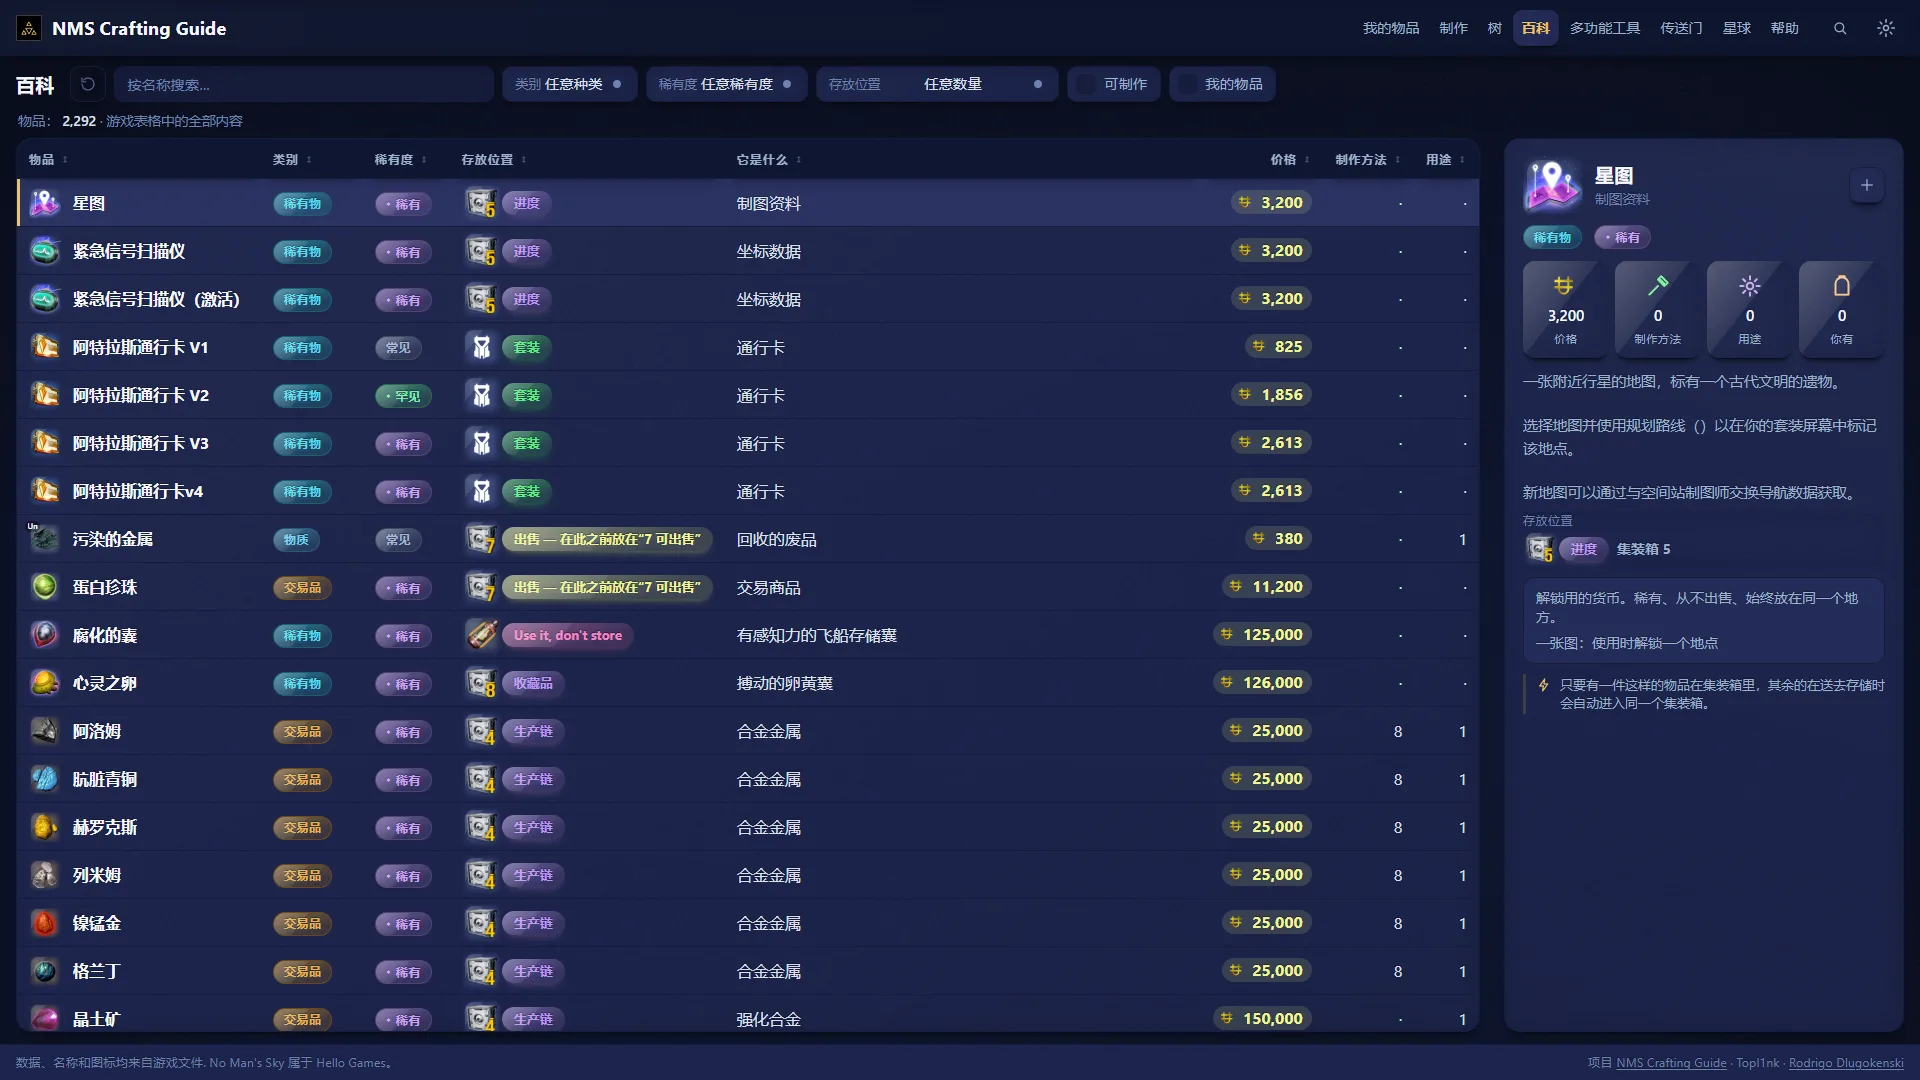 NMS Crafting Guide
我的物品 制作 树 百科 多功能工具 传送门 星球 帮助
百科 按名称搜索... 类别 任意种类 稀有度 任意稀有度 存放位置 任意数量 可制作 我的物品
物品： 2,292 · 游戏表格中的全部内容
物品 类别 稀有度 存放位置 它是什么 价格 制作方法 用途
星图 稀有物 · 稀有 5 进度 制图资料 3,200 · ·
紧急信号扫描仪 稀有物 · 稀有 5 进度 坐标数据 3,200 · ·
紧急信号扫描仪（激活） 稀有物 · 稀有 5 进度 坐标数据 3,200 · ·
阿特拉斯通行卡 V1 稀有物 常见 套装 通行卡 825 · ·
阿特拉斯通行卡 V2 稀有物 · 罕见 套装 通行卡 1,856 · ·
阿特拉斯通行卡 V3 稀有物 · 稀有 套装 通行卡 2,613 · ·
阿特拉斯通行卡v4 稀有物 · 稀有 套装 通行卡 2,613 · ·
Un 污染的金属 物质 常见 7 出售 — 在此之前放在“7 可出售” 回收的废品 380 · 1
蛋白珍珠 交易品 · 稀有 7 出售 — 在此之前放在“7 可出售” 交易商品 11,200 · ·
腐化的囊 稀有物 · 稀有 Use it, don't store 有感知力的飞船存储囊 125,000 · ·
心灵之卵 稀有物 · 稀有 8 收藏品 搏动的卵黄囊 126,000 · ·
阿洛姆 交易品 · 稀有 4 生产链 合金金属 25,000 8 1
肮脏青铜 交易品 · 稀有 4 生产链 合金金属 25,000 8 1
赫罗克斯 交易品 · 稀有 4 生产链 合金金属 25,000 8 1
列米姆 交易品 · 稀有 4 生产链 合金金属 25,000 8 1
镍锰金 交易品 · 稀有 4 生产链 合金金属 25,000 8 1
格兰丁 交易品 · 稀有 4 生产链 合金金属 25,000 8 1
晶土矿 交易品 · 稀有 4 生产链 强化合金 150,000 · 1
星图
制图资料
稀有物 · 稀有
3,200 0 0 0
价格 制作方法 用途 你有
一张附近行星的地图，标有一个古代文明的遗物。
选择地图并使用规划路线（）以在你的套装屏幕中标记
该地点。
新地图可以通过与空间站制图师交换导航数据获取。
存放位置
5 进度 集装箱 5
解锁用的货币。稀有、从不出售、始终放在同一个地
方。
一张图：使用时解锁一个地点
只要有一件这样的物品在集装箱里，其余的在送去存储时
会自动进入同一个集装箱。
数据、名称和图标均来自游戏文件. No Man's Sky 属于 Hello Games。
项目 NMS Crafting Guide · Topl1nk · Rodrigo Dlugokenski